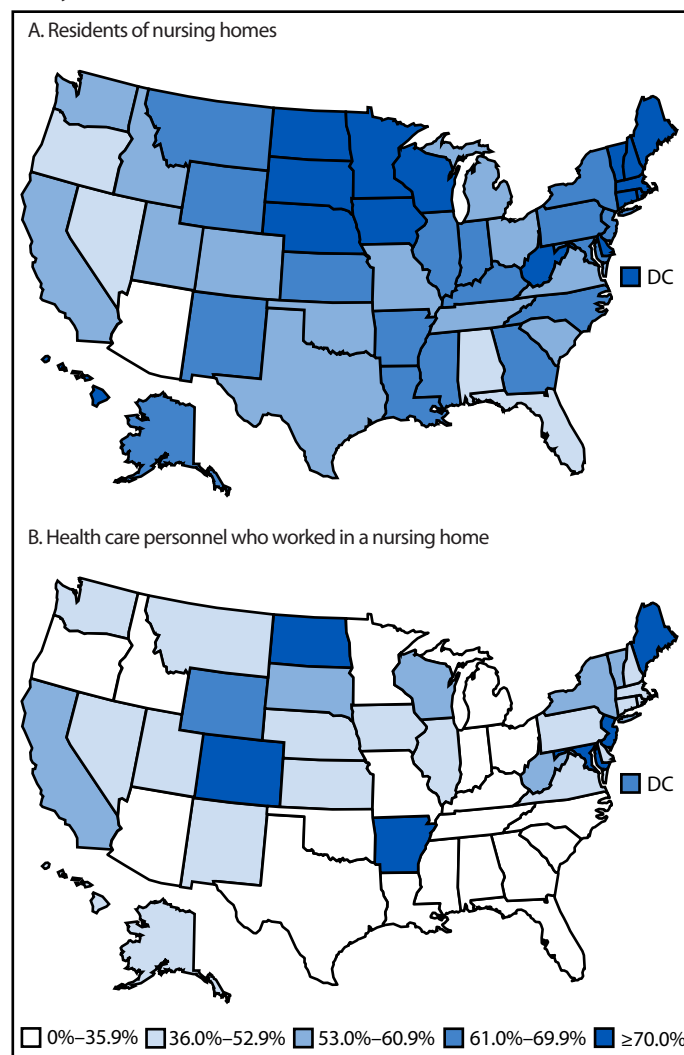 A. Residents of nursing homes
DC
B. Health care personnel who worked in a nursing home
DC
0%–35.9% 36.0%–52.9% 53.0%–60.9% 61.0%–69.9% ≥70.0%